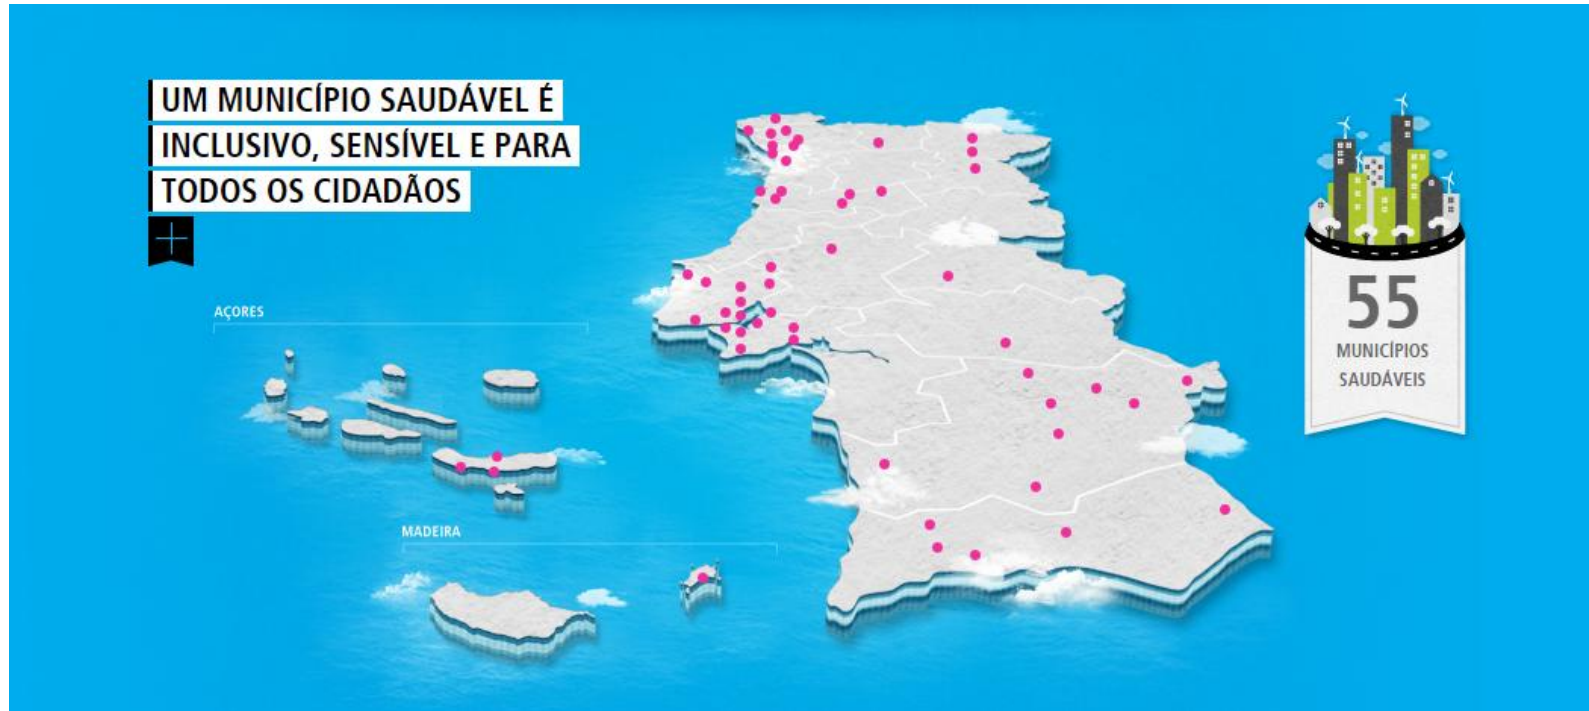 UM MUNICÍPIO SAUDÁVEL É
INCLUSIVO, SENSÍVEL E PARA
TODOS OS CIDADÃOS
AÇORES
MADEIRA
55
MUNICÍPIOS
SAUDÁVEIS